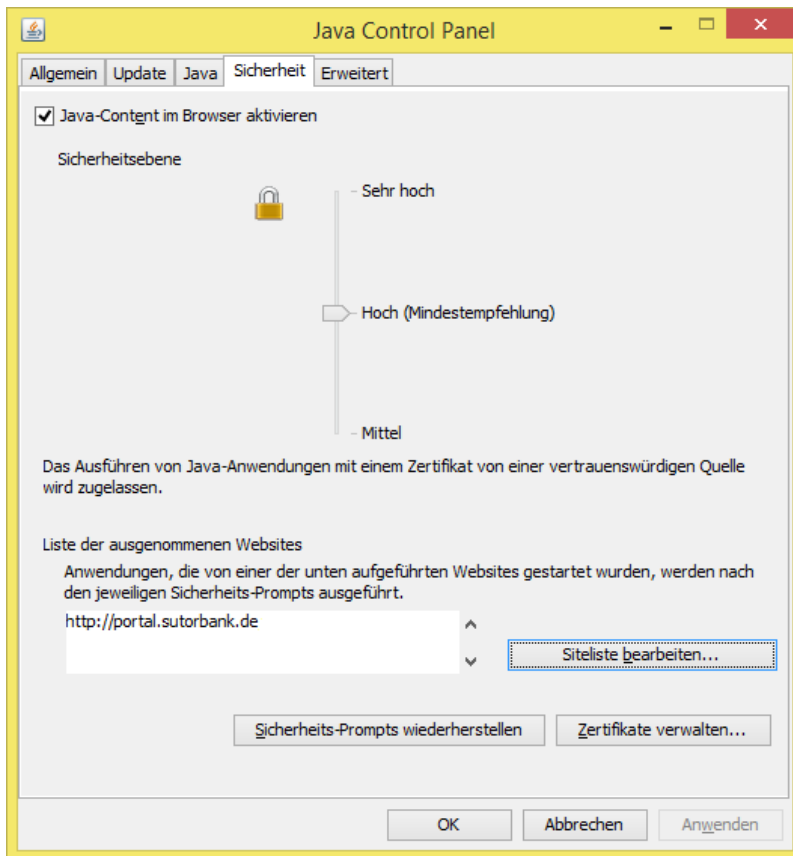 Java Control Panel
Allgemein Update Java Sicherheit Erweitert
Java-Content im Browser aktivieren
Sicherheitsebene
Sehr hoch
Hoch (Mindestempfehlung)
Mittel
Das Ausführen von Java-Anwendungen mit einem Zertifikat von einer vertrauenswürdigen Quelle
wird zugelassen.
Liste der ausgenommenen Websites
Anwendungen, die von einer der unten aufgeführten Websites gestartet wurden, werden nach
den jeweiligen Sicherheits-Prompts ausgeführt.
http://portal.sutorbank.de
Siteliste bearbeiten...
Sicherheits-Prompts wiederherstellen Zertifikate verwalten...
OK Abbrechen Anwenden